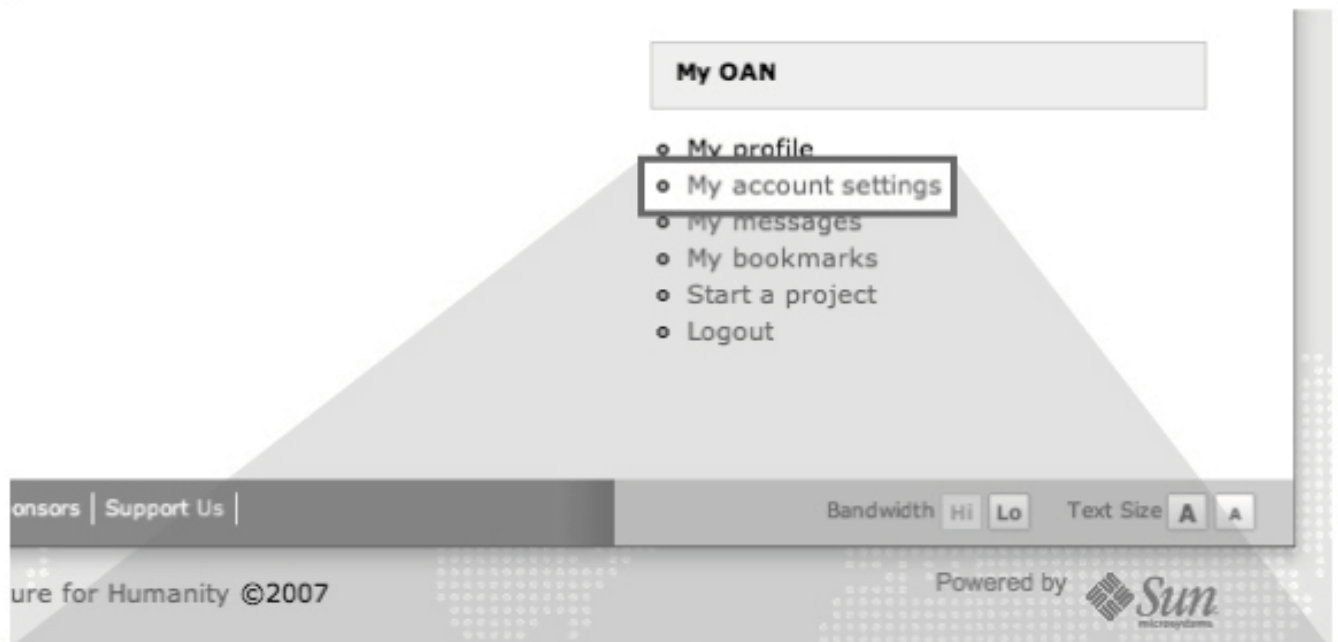 My OAN
My profile
My account settings
My messages
My bookmarks
Start a project
Logout
onsors | Support Us |
Bandwidth Hi Lo Text Size A A
ure for Humanity ©2007
Powered by Sun
microsystems